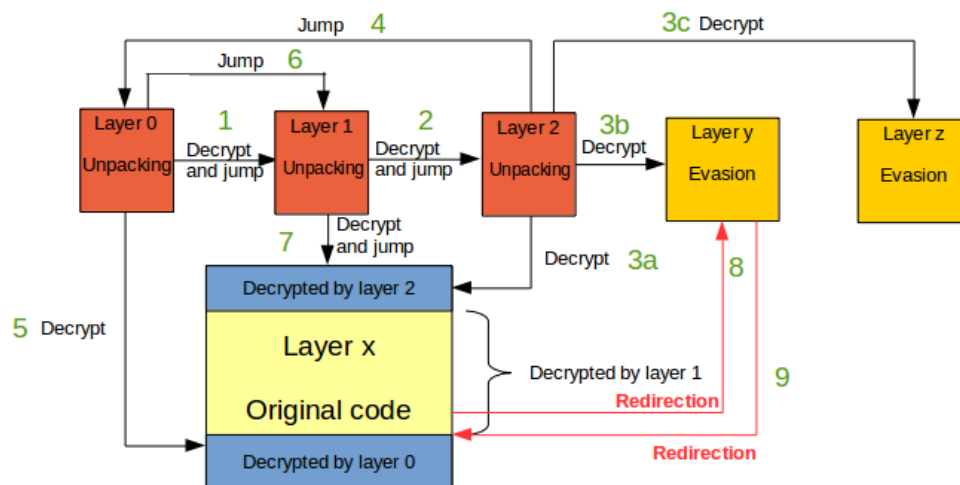 Jump 4
3c Decrypt
Jump 6
Layer 0
Unpacking
1
Decrypt
and jump
Layer 1
Unpacking
2
Decrypt
and jump
Layer 2
Unpacking
3b
Decrypt
Layer y
Evasion
Layer z
Evasion
7
Decrypt
and jump
Decrypt 3a
8
5 Decrypt
Decrypted by layer 2
Layer x
Original code
Decrypted by layer 1
9
Redirection
Redirection
Decrypted by layer 0